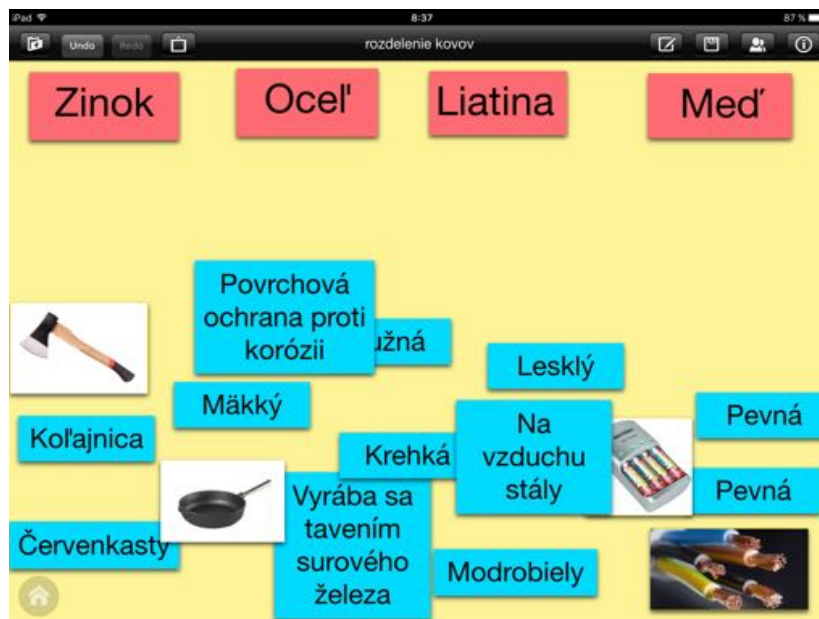 iPad
8:37
87 %
Undo
Redo
rozdelenie kovov
Zinok
Oceľ
Liatina
Meď
Povrchová
ochrana proti
korózii
užná
Lesklý
Mäkký
Pevná
Koľajnica
Na
vzduchu
stály
Krehká
Pevná
Vyrába sa
tavením
surového
železa
Červenkastý
Modrobiely